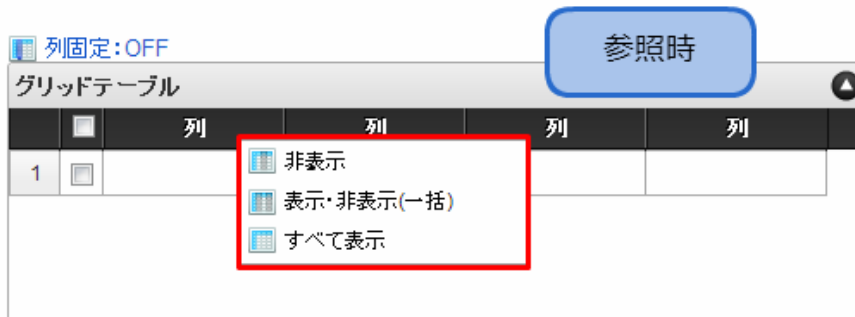 列固定:OFF
参照時
グリッドテーブル
列 列 列 列
1
非表示
表示・非表示(一括)
すべて表示